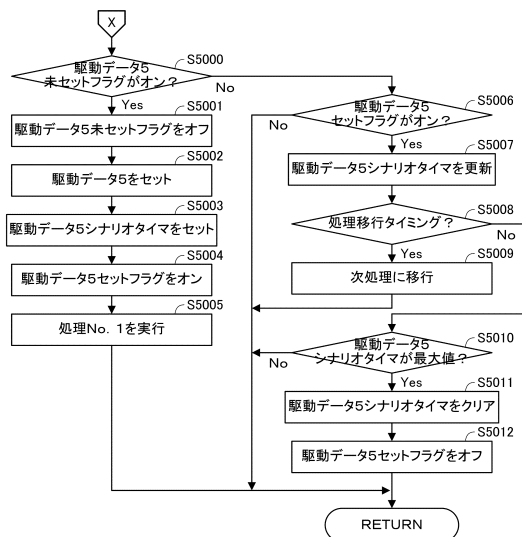 X
S5000
駆動データ5
未セットフラグがオン？
No
Yes
S5001
駆動データ5未セットフラグをオフ
S5002
駆動データ5をセット
S5003
駆動データ5シナリオタイマをセット
S5004
駆動データ5セットフラグをオン
S5005
処理No. 1を実行
S5006
駆動データ5
セットフラグがオン？
No
Yes
S5007
駆動データ5シナリオタイマを更新
S5008
処理移行タイミング？
No
Yes
S5009
次処理に移行
S5010
駆動データ5
シナリオタイマが最大値？
No
Yes
S5011
駆動データ5シナリオタイマをクリア
S5012
駆動データ5セットフラグをオフ
RETURN